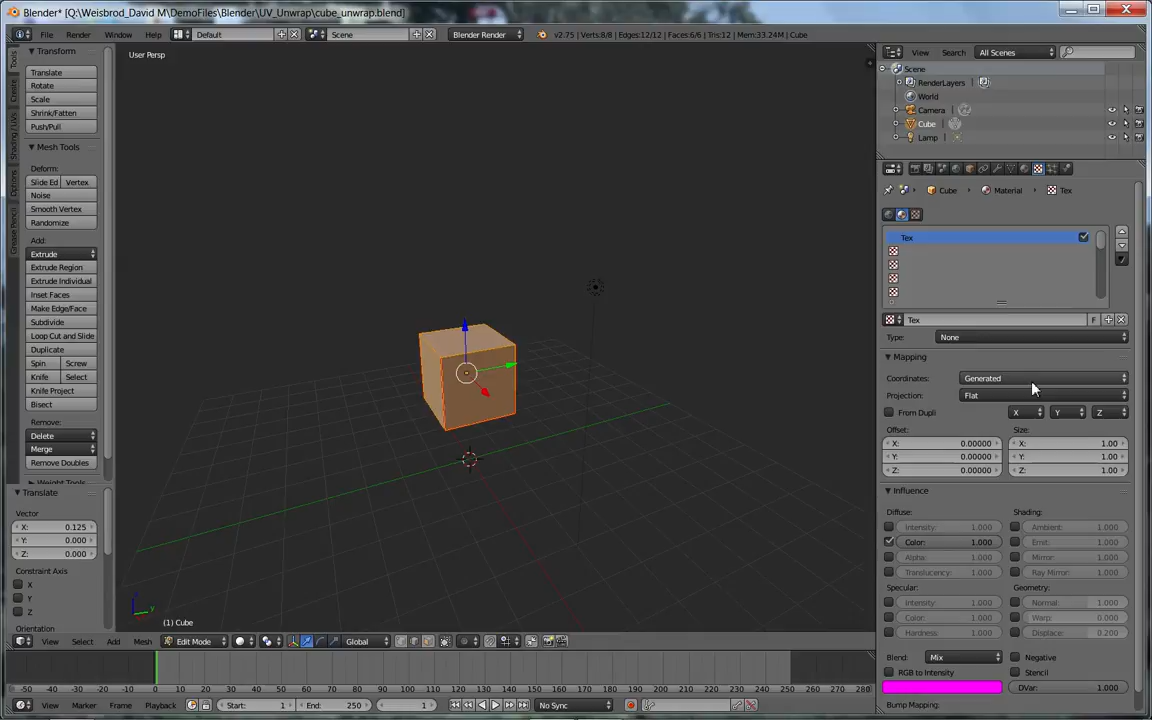 Blender* [Q:\Weisbrod_David M\DemoFiles\Blender\UV_Unwrap\cube_unwrap.blend]
File Render Window Help Default Scene Blender Render v2.75 | Verts:8/8 | Edges:12/12 | Faces:6/6 | Tris:12 | Mem:33.24M | Cube View Search All Scenes
Transform
User Persp
Translate
Rotate
Scale
Shrink/Fatten
Push/Pull
Mesh Tools
Deform:
Slide Ed Vertex
Noise
Smooth Vertex
Randomize
Add:
Extrude
Extrude Region
Extrude Individual
Inset Faces
Make Edge/Face
Subdivide
Loop Cut and Slide
Duplicate
Spin Screw
Knife Select
Knife Project
Bisect
Remove:
Delete
Merge
Remove Doubles
Weight Tools
Translate
Vector
X: 0.125
Y: 0.000
Z: 0.000
Constraint Axis
X
Y
Z
Orientation
Tools
Create
Shading / UVs
Options
Grease Pencil
(1) Cube
View Select Add Mesh Edit Mode Global
-50 -40 -30 -20 -10 0 10 20 30 40 50 60 70 80 90 100 110 120 130 140 150 160 170 180 190 200 210 220 230 240 250 260 270 280
View Marker Frame Playback Start: 1 End: 250 1 No Sync
Scene
RenderLayers
World
Camera
Cube
Lamp
Cube Material Tex
Tex
Tex F
Type: None
Mapping
Coordinates: Generated
Projection: Flat
From Dupli X Y Z
Offset: Size:
X: 0.00000 X: 1.00
Y: 0.00000 Y: 1.00
Z: 0.00000 Z: 1.00
Influence
Diffuse: Shading:
Intensity: 1.000 Ambient: 1.000
Color: 1.000 Emit: 1.000
Alpha: 1.000 Mirror: 1.000
Translucency: 1.000 Ray Mirror: 1.000
Specular: Geometry:
Intensity: 1.000 Normal: 1.000
Color: 1.000 Warp: 0.000
Hardness: 1.000 Displace: 0.200
Blend: Mix Negative
RGB to Intensity Stencil
DVar: 1.000
Bump Mapping: